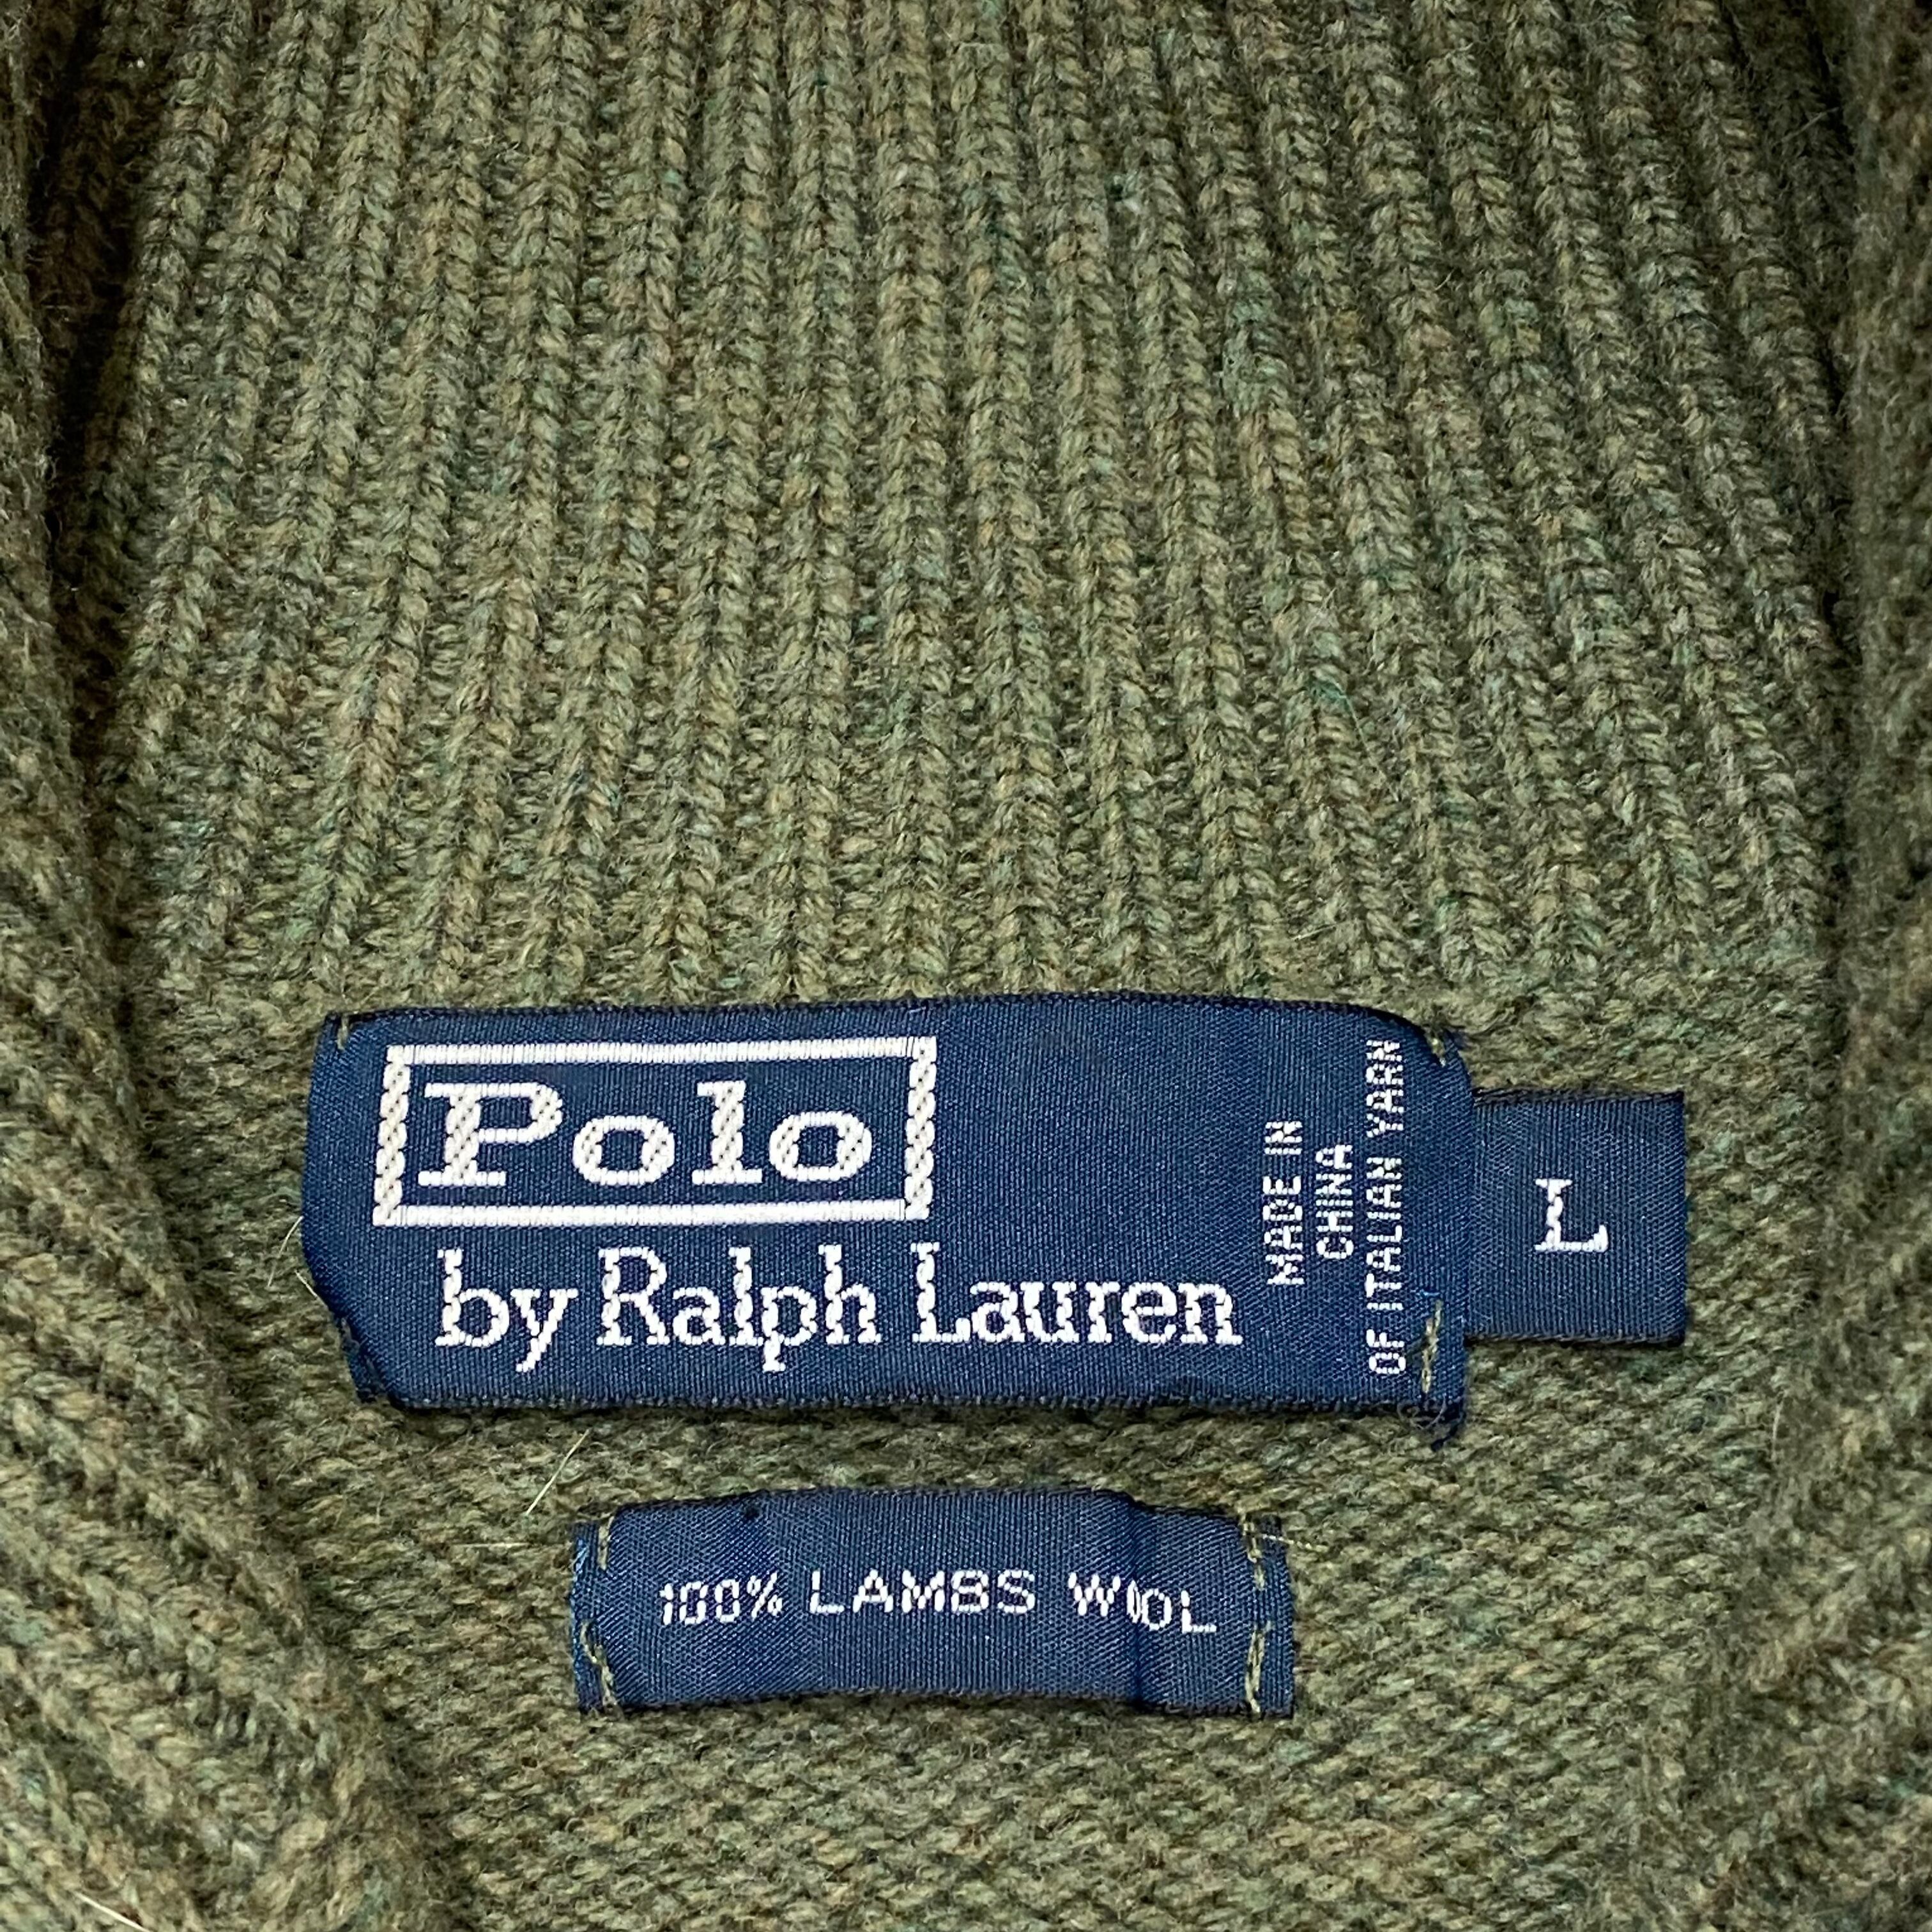 Polo
by Ralph Lauren
MADE IN
CHINA
OF ITALIAN YARN
L
100% LAMBS WOOL